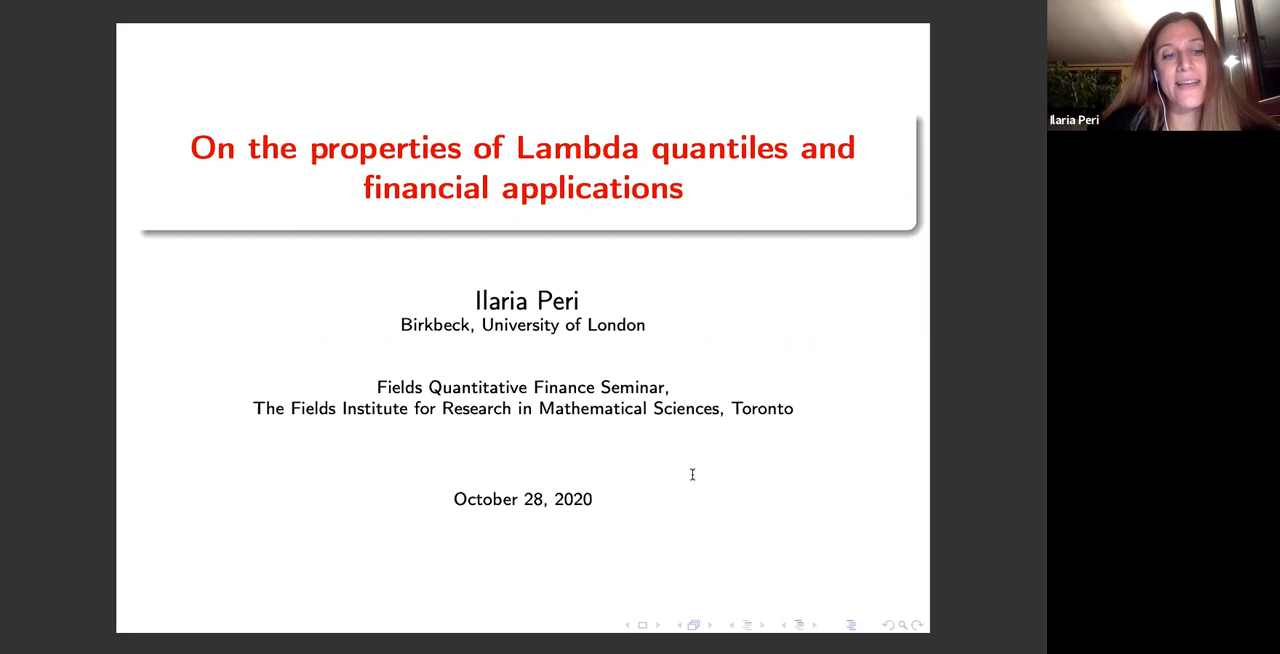 On the properties of Lambda quantiles and
financial applications
Ilaria Peri
Birkbeck, University of London
Fields Quantitative Finance Seminar,
The Fields Institute for Research in Mathematical Sciences, Toronto
October 28, 2020
Ilaria Peri